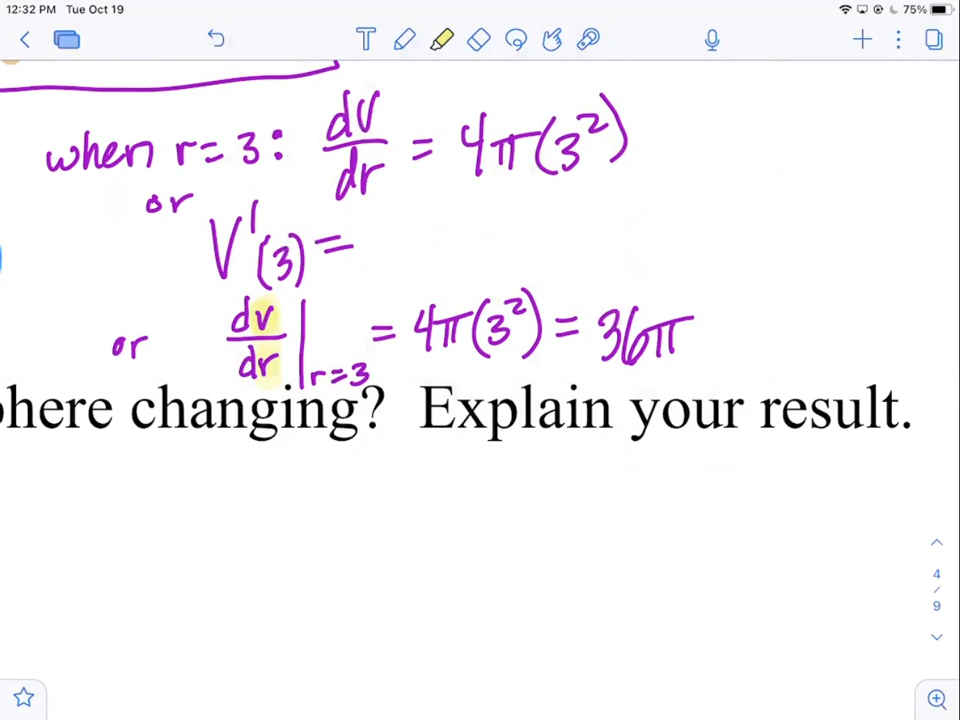 12:32 PM Tue Oct 19 75%
T
when r = 3 : dV/dr = 4π(3²)
or
V'(3) =
or dv/dr | r=3 = 4π(3²) = 36π
here changing? Explain your result.
4
/
9